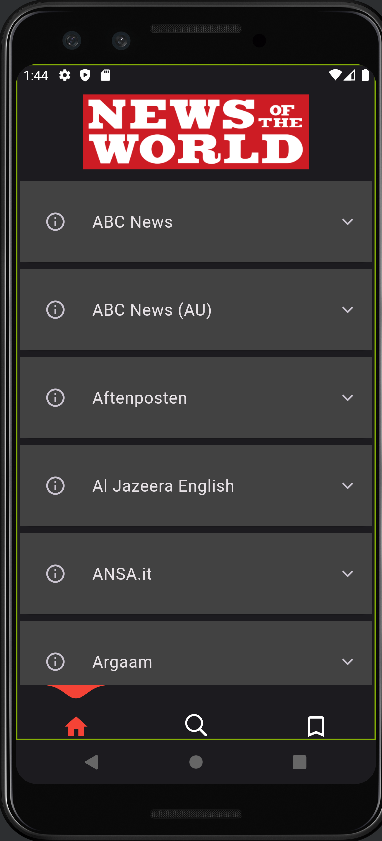 1:44
NEWS OF THE
WORLD
ABC News
ABC News (AU)
Aftenposten
Al Jazeera English
ANSA.it
Argaam